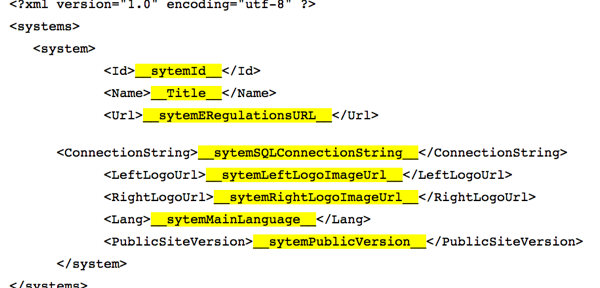 <?xml version="1.0" encoding="utf-8" ?>
<systems>
<system>
<Id>__sytemId__</Id>
<Name>__Title__</Name>
<Url>__sytemERegulationsURL__</Url>
<ConnectionString>__sytemSQLConnectionString__</ConnectionString>
<LeftLogoUrl>__sytemLeftLogoImageUrl__</LeftLogoUrl>
<RightLogoUrl>__sytemRightLogoImageUrl__</RightLogoUrl>
<Lang>__sytemMainLanguage__</Lang>
<PublicSiteVersion>__sytemPublicVersion__</PublicSiteVersion>
</system>
</systems>